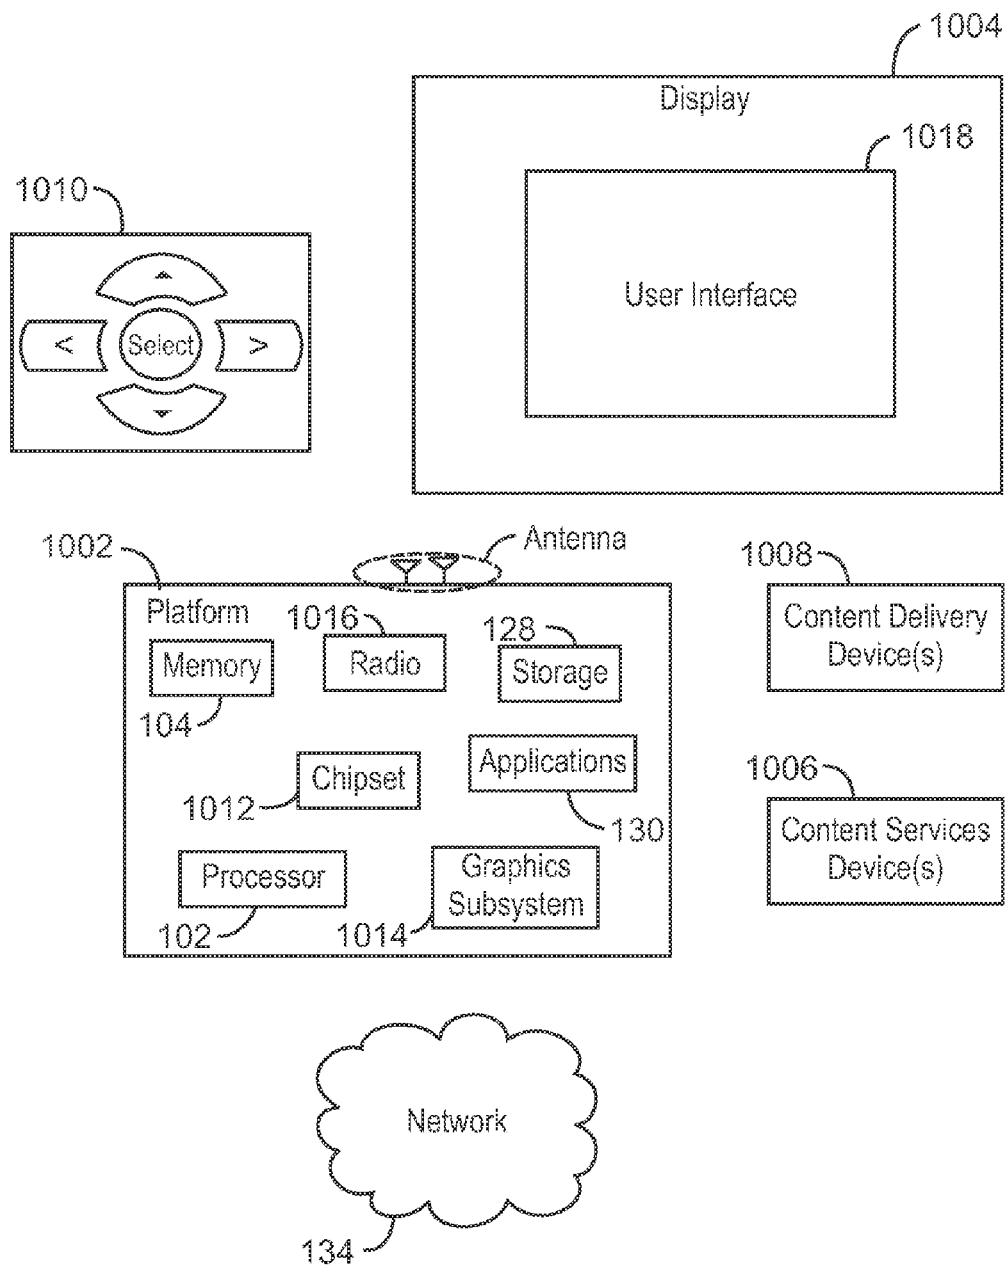 1004
Display
1018
User Interface
1010
<
Select
>
1002
Antenna
Platform
1016
Radio
128
Storage
Memory
104
Chipset
1012
Applications
130
Processor
102
Graphics
Subsystem
1014
1008
Content Delivery
Device(s)
1006
Content Services
Device(s)
Network
134